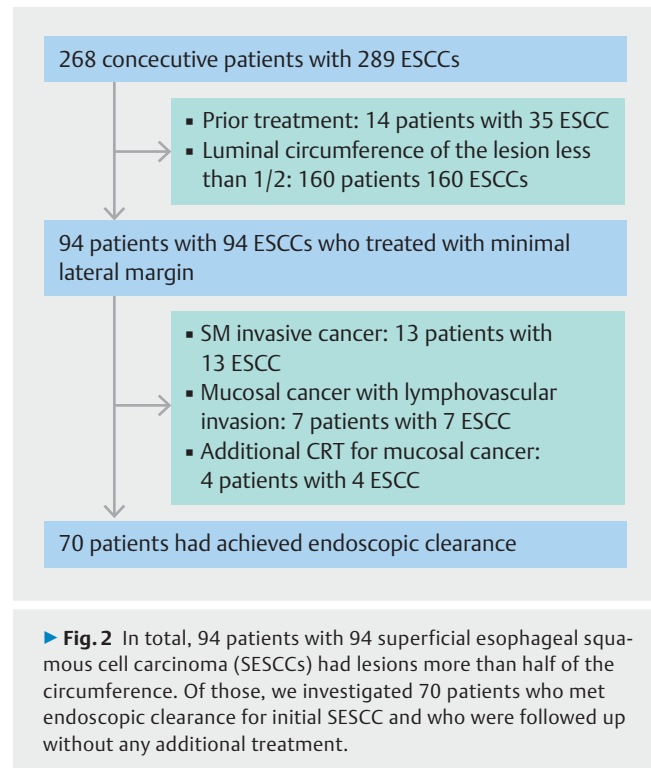 268 concecutive patients with 289 ESCCs
▪ Prior treatment: 14 patients with 35 ESCC
▪ Luminal circumference of the lesion less
than 1/2: 160 patients 160 ESCCs
94 patients with 94 ESCCs who treated with minimal
lateral margin
▪ SM invasive cancer: 13 patients with
13 ESCC
▪ Mucosal cancer with lymphovascular
invasion: 7 patients with 7 ESCC
▪ Additional CRT for mucosal cancer:
4 patients with 4 ESCC
70 patients had achieved endoscopic clearance
▶ Fig. 2 In total, 94 patients with 94 superficial esophageal squa-
mous cell carcinoma (SESCCs) had lesions more than half of the
circumference. Of those, we investigated 70 patients who met
endoscopic clearance for initial SESCC and who were followed up
without any additional treatment.